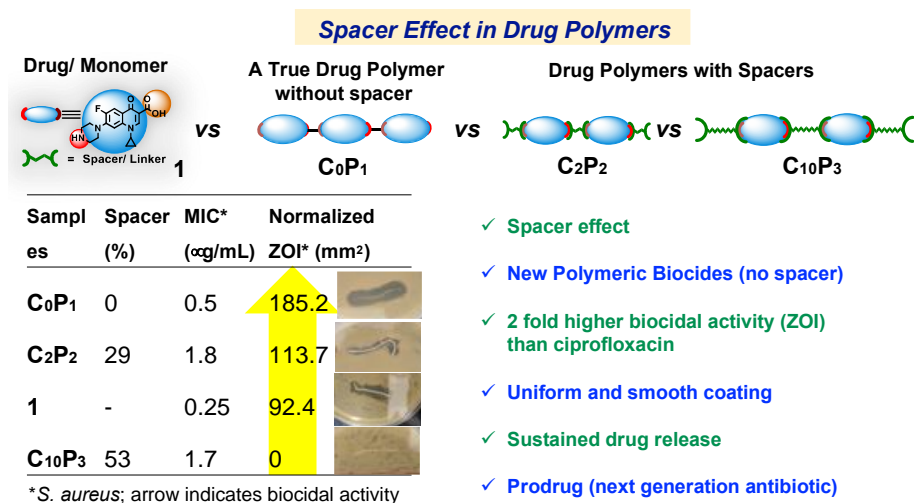 Spacer Effect in Drug Polymers
Drug/ Monomer
F
O
O
OH
N
N
HN
= Spacer/ Linker
1
vs
A True Drug Polymer
without spacer
C0P1
vs
Drug Polymers with Spacers
C2P2
vs
C10P3
Sampl
es
Spacer
(%)
MIC*
(∝g/mL)
Normalized
ZOI* (mm²)
C0P1 0 0.5 185.2
C2P2 29 1.8 113.7
1 - 0.25 92.4
C10P3 53 1.7 0
*S. aureus; arrow indicates biocidal activity
✓ Spacer effect
✓ New Polymeric Biocides (no spacer)
✓ 2 fold higher biocidal activity (ZOI)
than ciprofloxacin
✓ Uniform and smooth coating
✓ Sustained drug release
✓ Prodrug (next generation antibiotic)